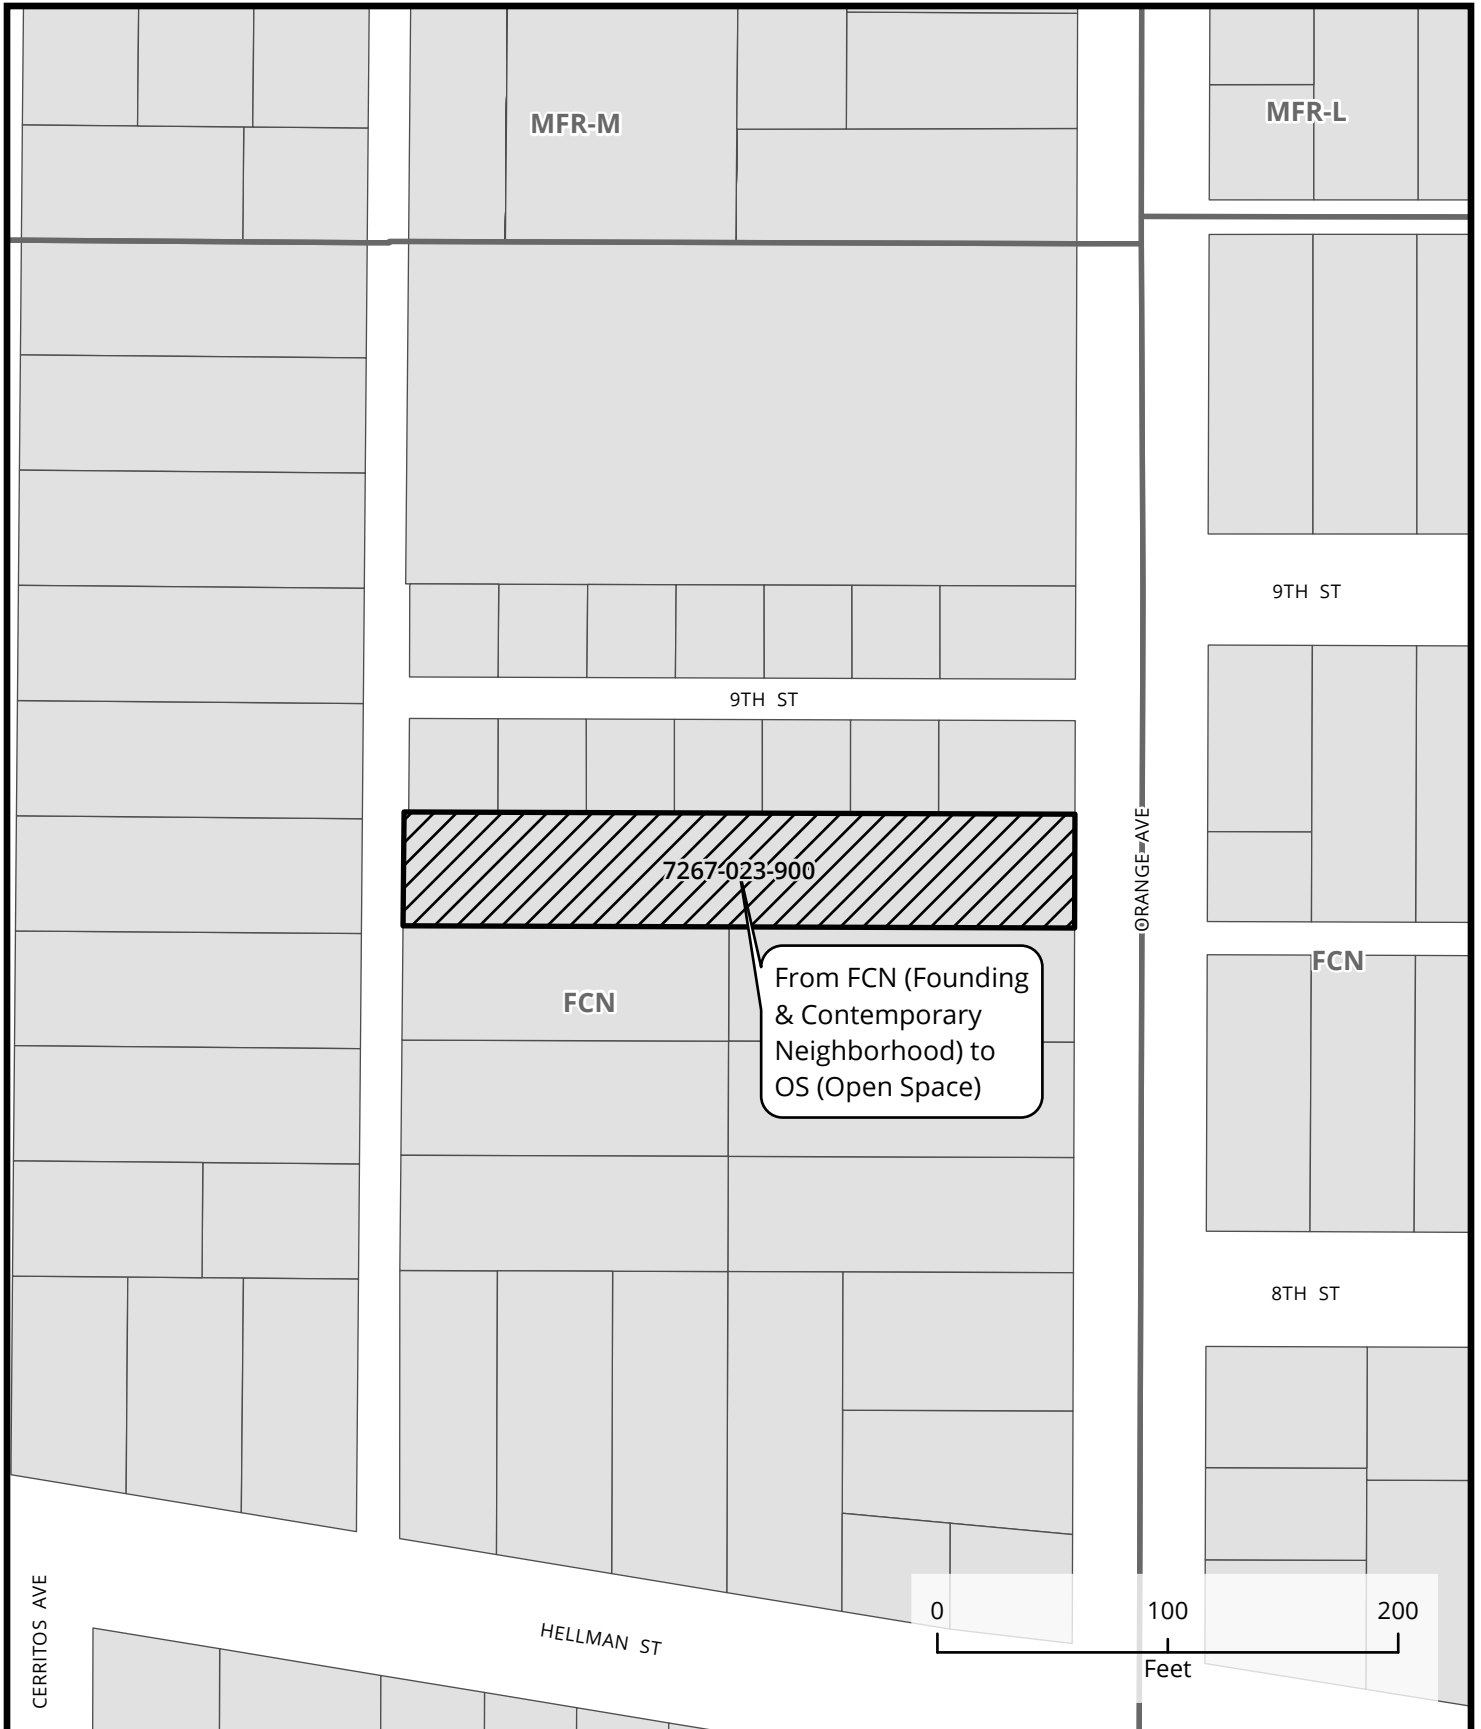 MFR-M
MFR-L
9TH ST
9TH ST
7267-023-900
ORANGE AVE
FCN
FCN
From FCN (Founding
& Contemporary
Neighborhood) to
OS (Open Space)
8TH ST
CERRITOS AVE
HELLMAN ST
0 100 200
Feet